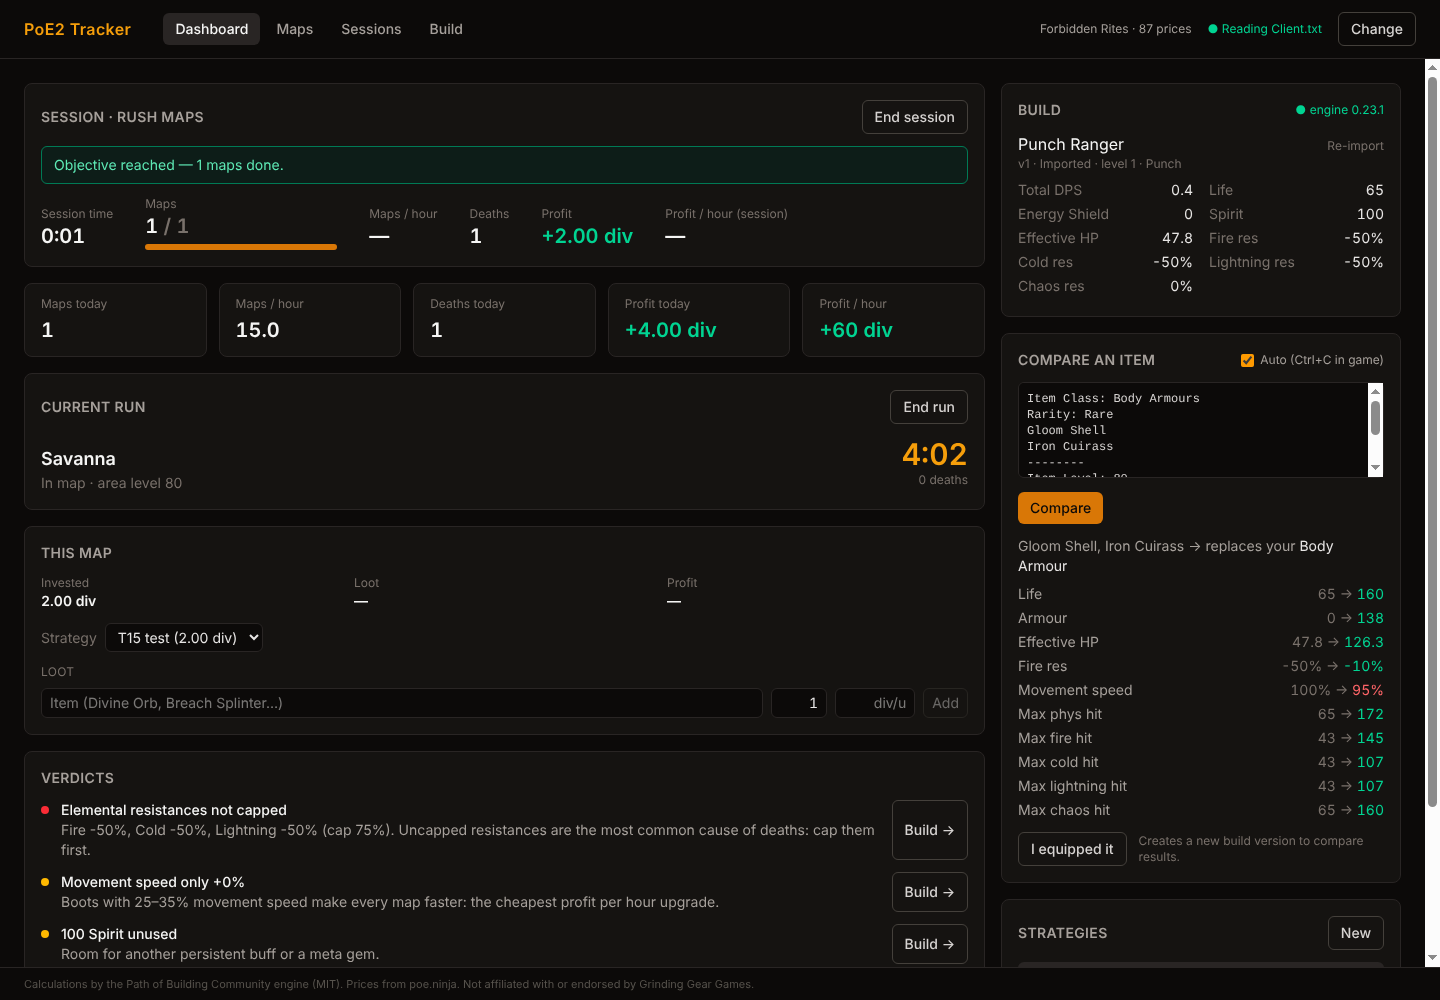 PoE2 Tracker
Dashboard
Maps
Sessions
Build
Forbidden Rites · 87 prices
Reading Client.txt
Change
SESSION · RUSH MAPS
End session
Objective reached — 1 maps done.
Session time
0:01
Maps
1 / 1
Maps / hour
—
Deaths
1
Profit
+2.00 div
Profit / hour (session)
—
Maps today
1
Maps / hour
15.0
Deaths today
1
Profit today
+4.00 div
Profit / hour
+60 div
CURRENT RUN
End run
Savanna
In map · area level 80
4:02
0 deaths
THIS MAP
Invested
2.00 div
Loot
—
Profit
—
Strategy
T15 test (2.00 div)
LOOT
Item (Divine Orb, Breach Splinter...)
1
div/u
Add
VERDICTS
Elemental resistances not capped
Fire -50%, Cold -50%, Lightning -50% (cap 75%). Uncapped resistances are the most common cause of deaths: cap them
first.
Build →
Movement speed only +0%
Boots with 25–35% movement speed make every map faster: the cheapest profit per hour upgrade.
Build →
100 Spirit unused
Room for another persistent buff or a meta gem.
Build →
BUILD
engine 0.23.1
Punch Ranger
Re-import
v1 · Imported · level 1 · Punch
Total DPS 0.4 Life 65
Energy Shield 0 Spirit 100
Effective HP 47.8 Fire res -50%
Cold res -50% Lightning res -50%
Chaos res 0%
COMPARE AN ITEM
Auto (Ctrl+C in game)
Item Class: Body Armours
Rarity: Rare
Gloom Shell
Iron Cuirass
--------
Item Level: 80
Compare
Gloom Shell, Iron Cuirass → replaces your Body
Armour
Life 65 → 160
Armour 0 → 138
Effective HP 47.8 → 126.3
Fire res -50% → -10%
Movement speed 100% → 95%
Max phys hit 65 → 172
Max fire hit 43 → 145
Max cold hit 43 → 107
Max lightning hit 43 → 107
Max chaos hit 65 → 160
I equipped it
Creates a new build version to compare
results.
STRATEGIES
New
Calculations by the Path of Building Community engine (MIT). Prices from poe.ninja. Not affiliated with or endorsed by Grinding Gear Games.